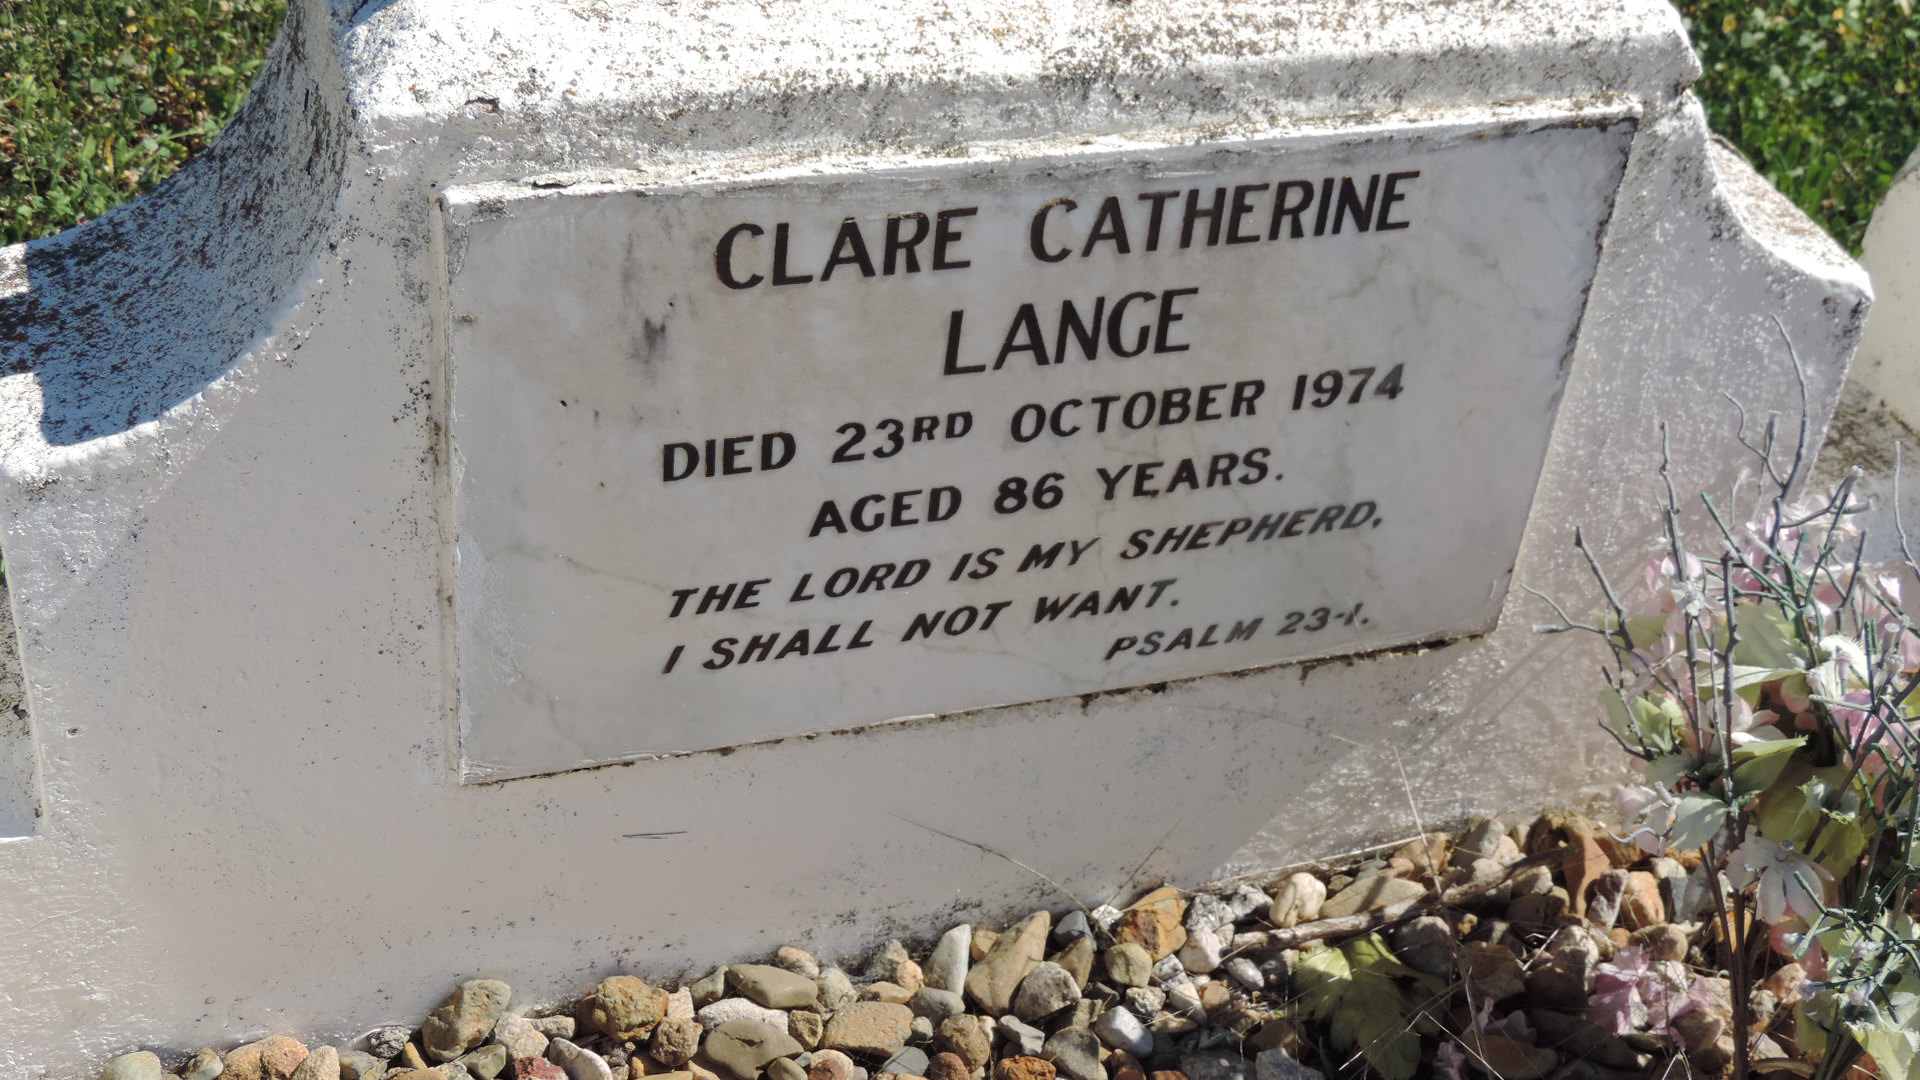 CLARE CATHERINE
LANGE
DIED 23RD OCTOBER 1974
AGED 86 YEARS.
THE LORD IS MY SHEPHERD,
I SHALL NOT WANT.
PSALM 23-1.